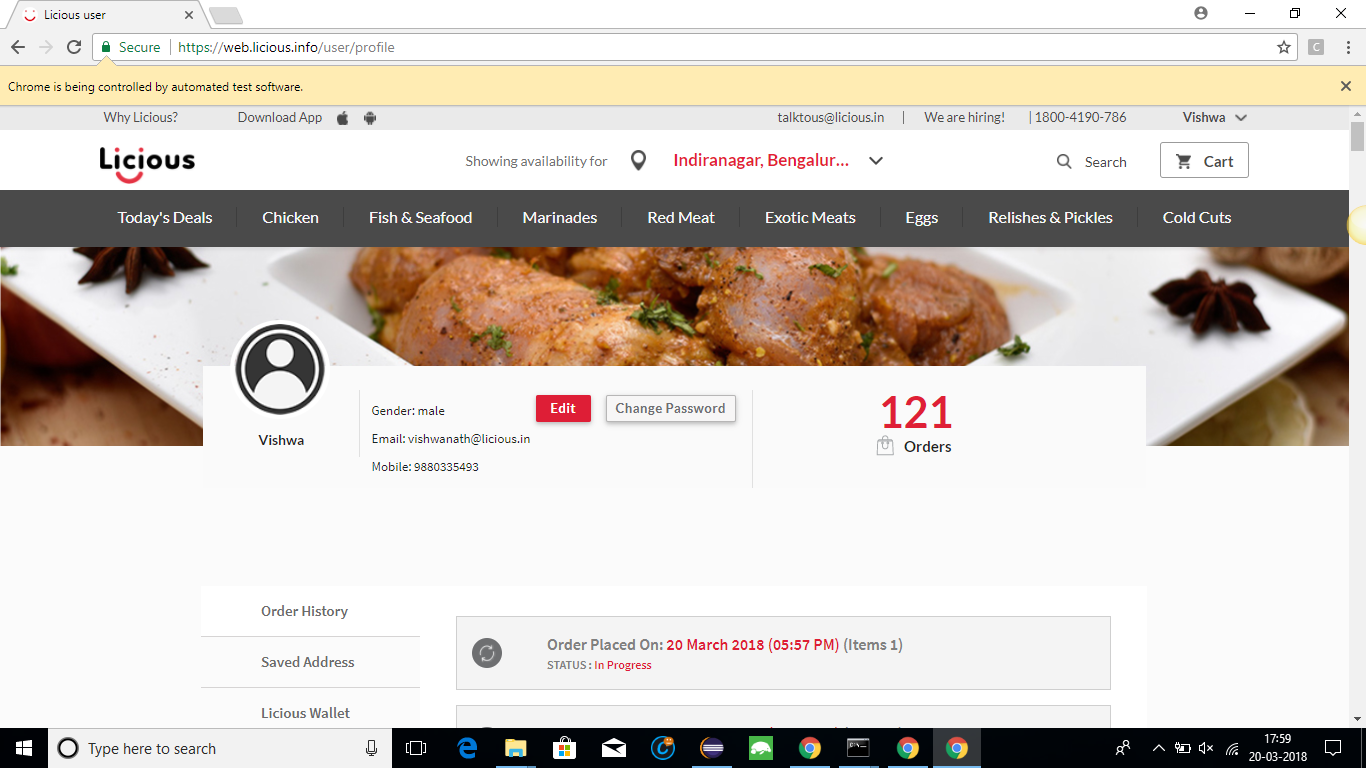 Licious user
Secure https://web.licious.info/user/profile
C
Chrome is being controlled by automated test software.
Why Licious? Download App talktous@licious.in | We are hiring! | 1800-4190-786 Vishwa
Licious Showing availability for Indiranagar, Bengalur... Search Cart
Today's Deals Chicken Fish & Seafood Marinades Red Meat Exotic Meats Eggs Relishes & Pickles Cold Cuts
Vishwa
Gender: male
Email: vishwanath@licious.in
Mobile: 9880335493
Edit Change Password
121
Orders
Order History
Saved Address
Licious Wallet
Order Placed On: 20 March 2018 (05:57 PM) (Items 1)
STATUS : In Progress
Type here to search
17:59
20-03-2018